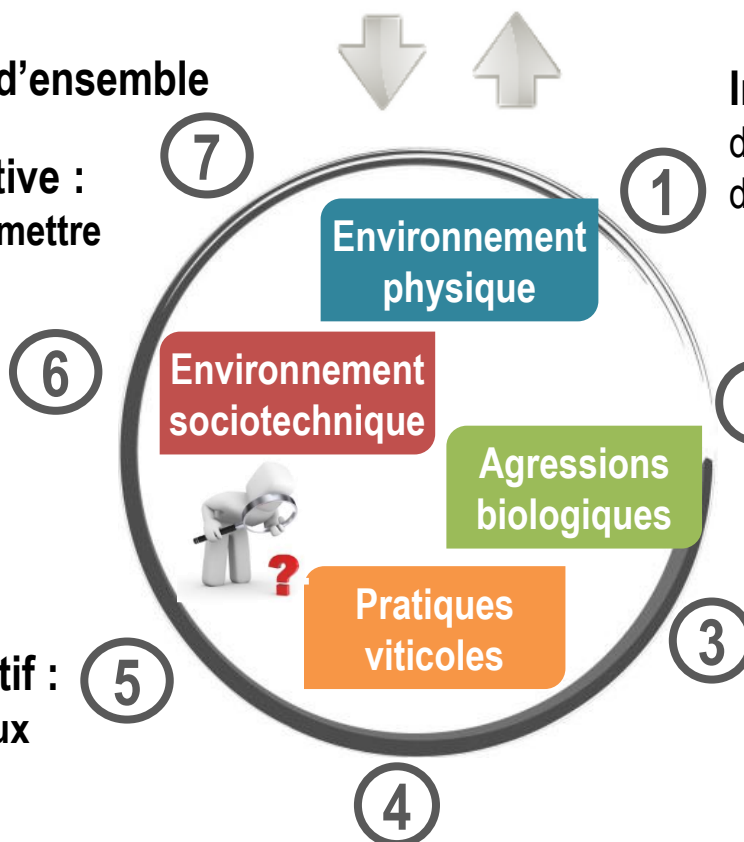 d'ensemble
7
tive :
mettre
1
Environnement
physique
6
Environnement
sociotechnique
Agressions
biologiques
?
Pratiques
viticoles
3
5
tif :
ux
4